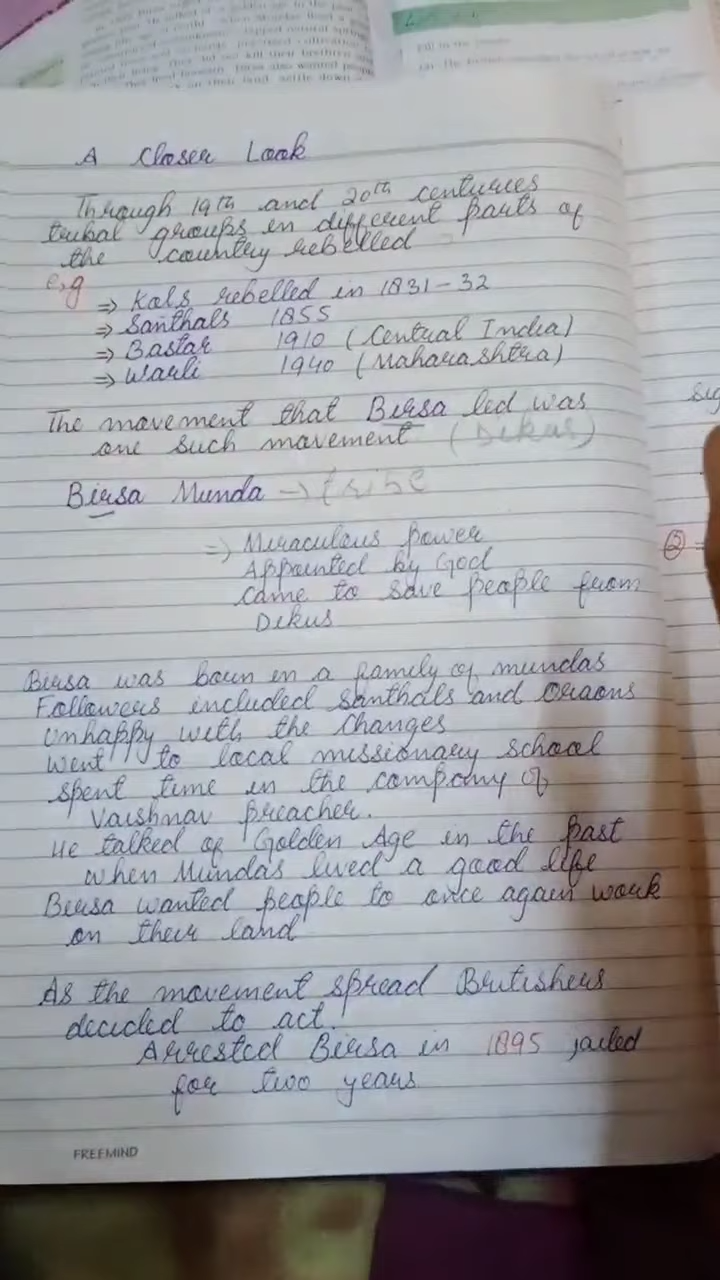 A Closer Look
Through 19th and 20th centuries
tribal groups in different parts of
the country rebelled
e.g
⇒ Kols rebelled in 1831-32
⇒ Santhals 1855
⇒ Bastar 1910 (Central India)
⇒ Warli 1940 (Maharashtra)
The movement that Birsa led was
one such movement (Dikus)
Birsa Munda → tribe
⇒ Miraculous power
Appointed by God
came to save people from
Dikus
Birsa was born in a family of mundas
Followers included Santhals and Oraons
Unhappy with the changes
Went to local missionary school
spent time in the company of
Vaishnav preacher.
He talked of Golden Age in the past
when Mundas lived a good life
Birsa wanted people to once again work
on their land
As the movement spread Britishers
decided to act.
Arrested Birsa in 1895 jailed
for two years
FREEMIND